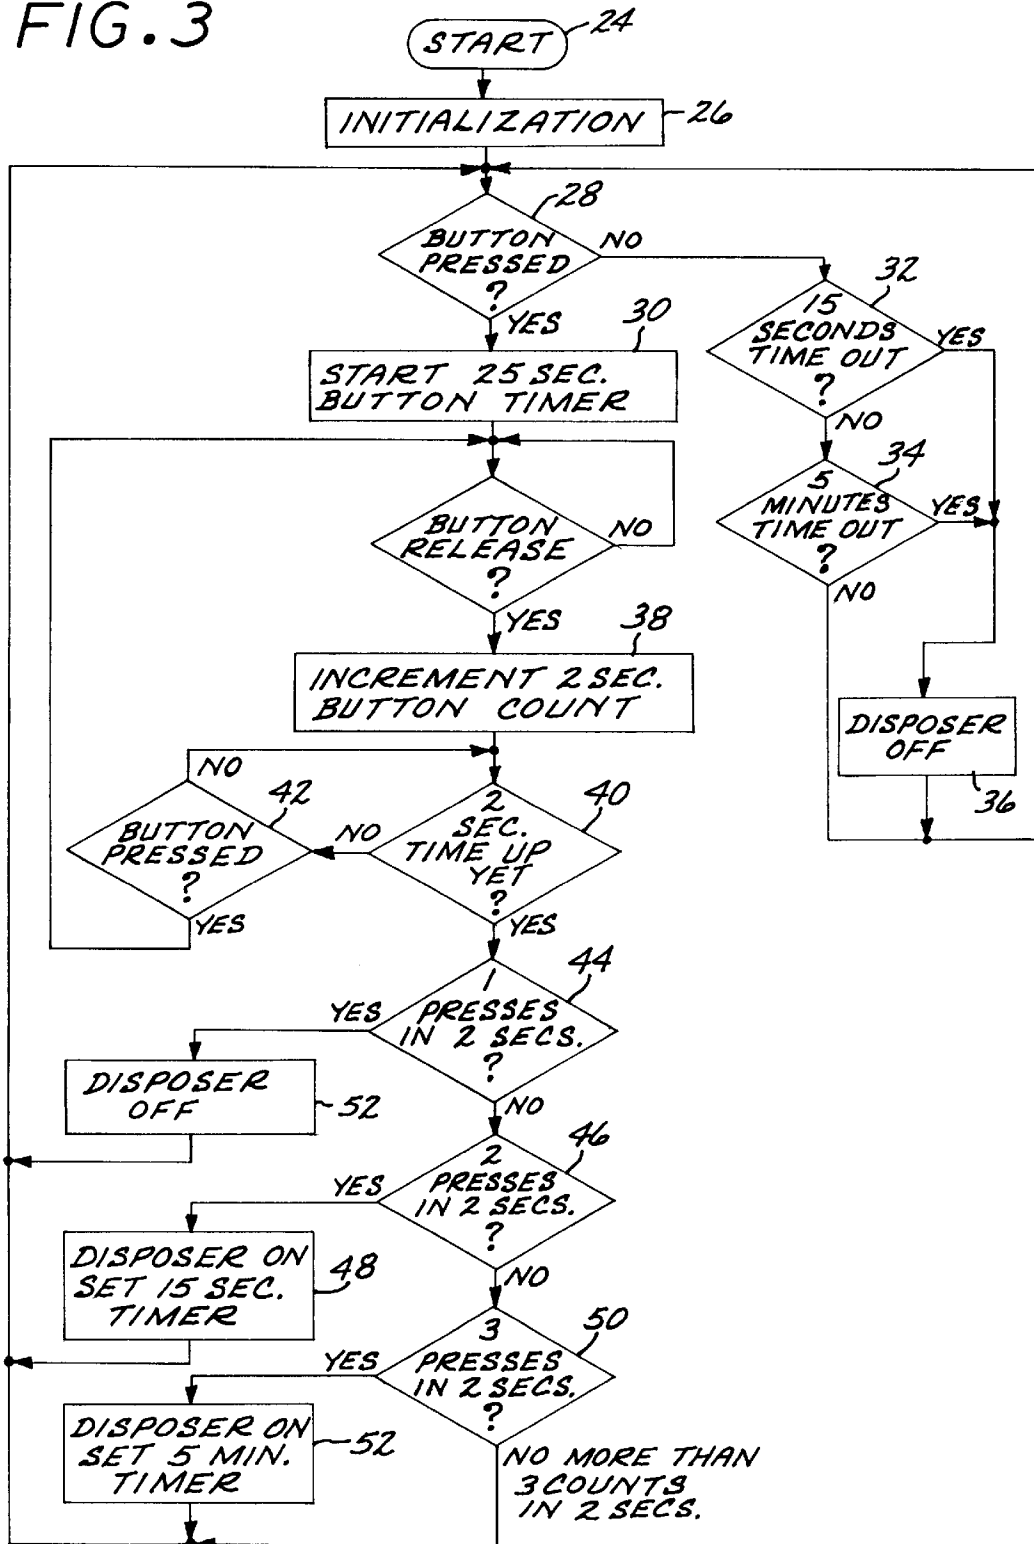 FIG. 3
START
24
INITIALIZATION
26
28
BUTTON
PRESSED
?
NO
YES
32
15
SECONDS
TIME OUT
?
YES
NO
30
START 25 SEC.
BUTTON TIMER
34
5
MINUTES
TIME OUT
?
YES
NO
BUTTON
RELEASE
?
NO
YES
38
INCREMENT 2 SEC.
BUTTON COUNT
DISPOSER
OFF
36
NO
42
BUTTON
PRESSED
?
YES
NO
40
2
SEC.
TIME UP
YET
?
YES
44
1
PRESSES
IN 2 SECS.
?
YES
NO
DISPOSER
OFF
52
46
2
PRESSES
IN 2 SECS.
?
YES
NO
DISPOSER ON
SET 15 SEC.
TIMER
48
50
3
PRESSES
IN 2 SECS.
?
YES
DISPOSER ON
SET 5 MIN.
TIMER
52
NO MORE THAN
3 COUNTS
IN 2 SECS.